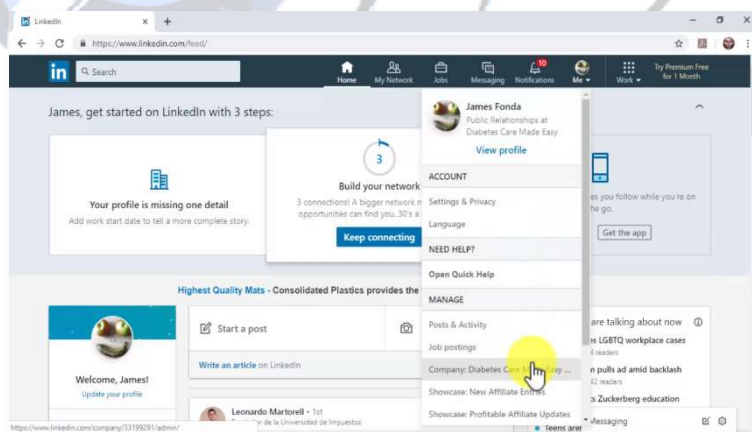 LinkedIn
https://www.linkedin.com/feed/
in
Search
Home
My Network
Jobs
Messaging
10
Notifications
Me
Work
Try Premium Free
for 1 Month
James, get started on LinkedIn with 3 steps:
Your profile is missing one detail
Add work start date to tell a more complete story.
3
Build your network
3 connections! A bigger network m
opportunities can find you. 30's a
Keep connecting
James Fonda
Public Relationships at
Diabetes Care Made Easy
View profile
ACCOUNT
Settings & Privacy
Language
NEED HELP?
Open Quick Help
MANAGE
Posts & Activity
Job postings
Company: Diabetes Care Made Easy ...
Showcase: New Affiliate Entries
Showcase: Profitable Affiliate Updates
es you follow while you're on
he go.
Get the app
Highest Quality Mats - Consolidated Plastics provides the
Welcome, James!
Update your profile
Start a post
Write an article on LinkedIn
Leonardo Martorell - 1st
de la Universidad de Impuestos
are talking about now
es LGBTQ workplace cases
readers
n pulls ad amid backlash
42 readers
s Zuckerberg education
Messaging
Teens are
https://www.linkedin.com/company/33199291/admin/